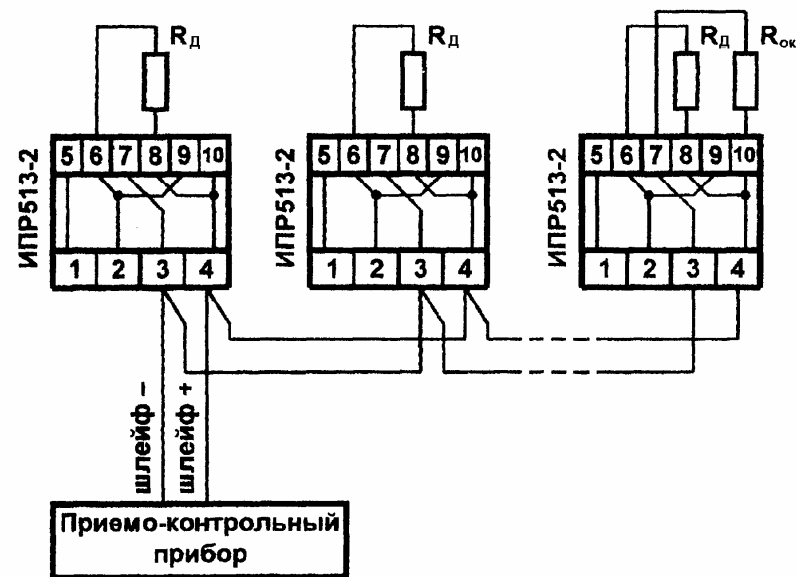 Rд
Rд
Rд
Rок
ИПР513-2
5 6 7 8 9 10
1 2 3 4
ИПР513-2
5 6 7 8 9 10
1 2 3 4
ИПР513-2
5 6 7 8 9 10
1 2 3 4
шлейф –
шлейф +
Приемо-контрольный
прибор